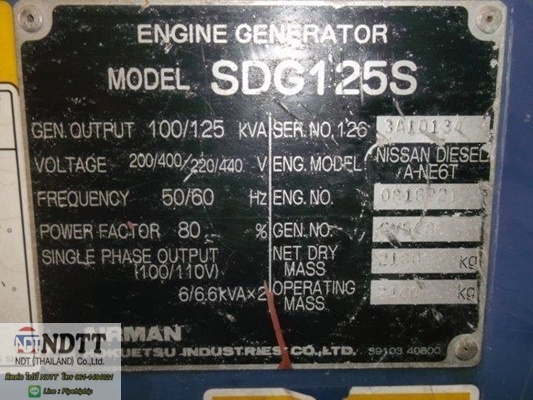 ENGINE GENERATOR
MODEL SDG125S
GEN. OUTPUT 100/125 KVA SER. NO. 126
VOLTAGE 200/400/220/440 V ENG. MODEL NISSAN DIESEL
/A-NE6T
FREQUENCY 50/60 Hz ENG. NO.
POWER FACTOR 80 % GEN. NO.
SINGLE PHASE OUTPUT NET DRY
(100/110V) MASS kg
6/6.6kVA×2 OPERATING
MASS kg
AIRMAN
HOKUETSU INDUSTRIES CO., LTD. 39103 40800
NDT NDTT
NDT (THAILAND) Co., Ltd.